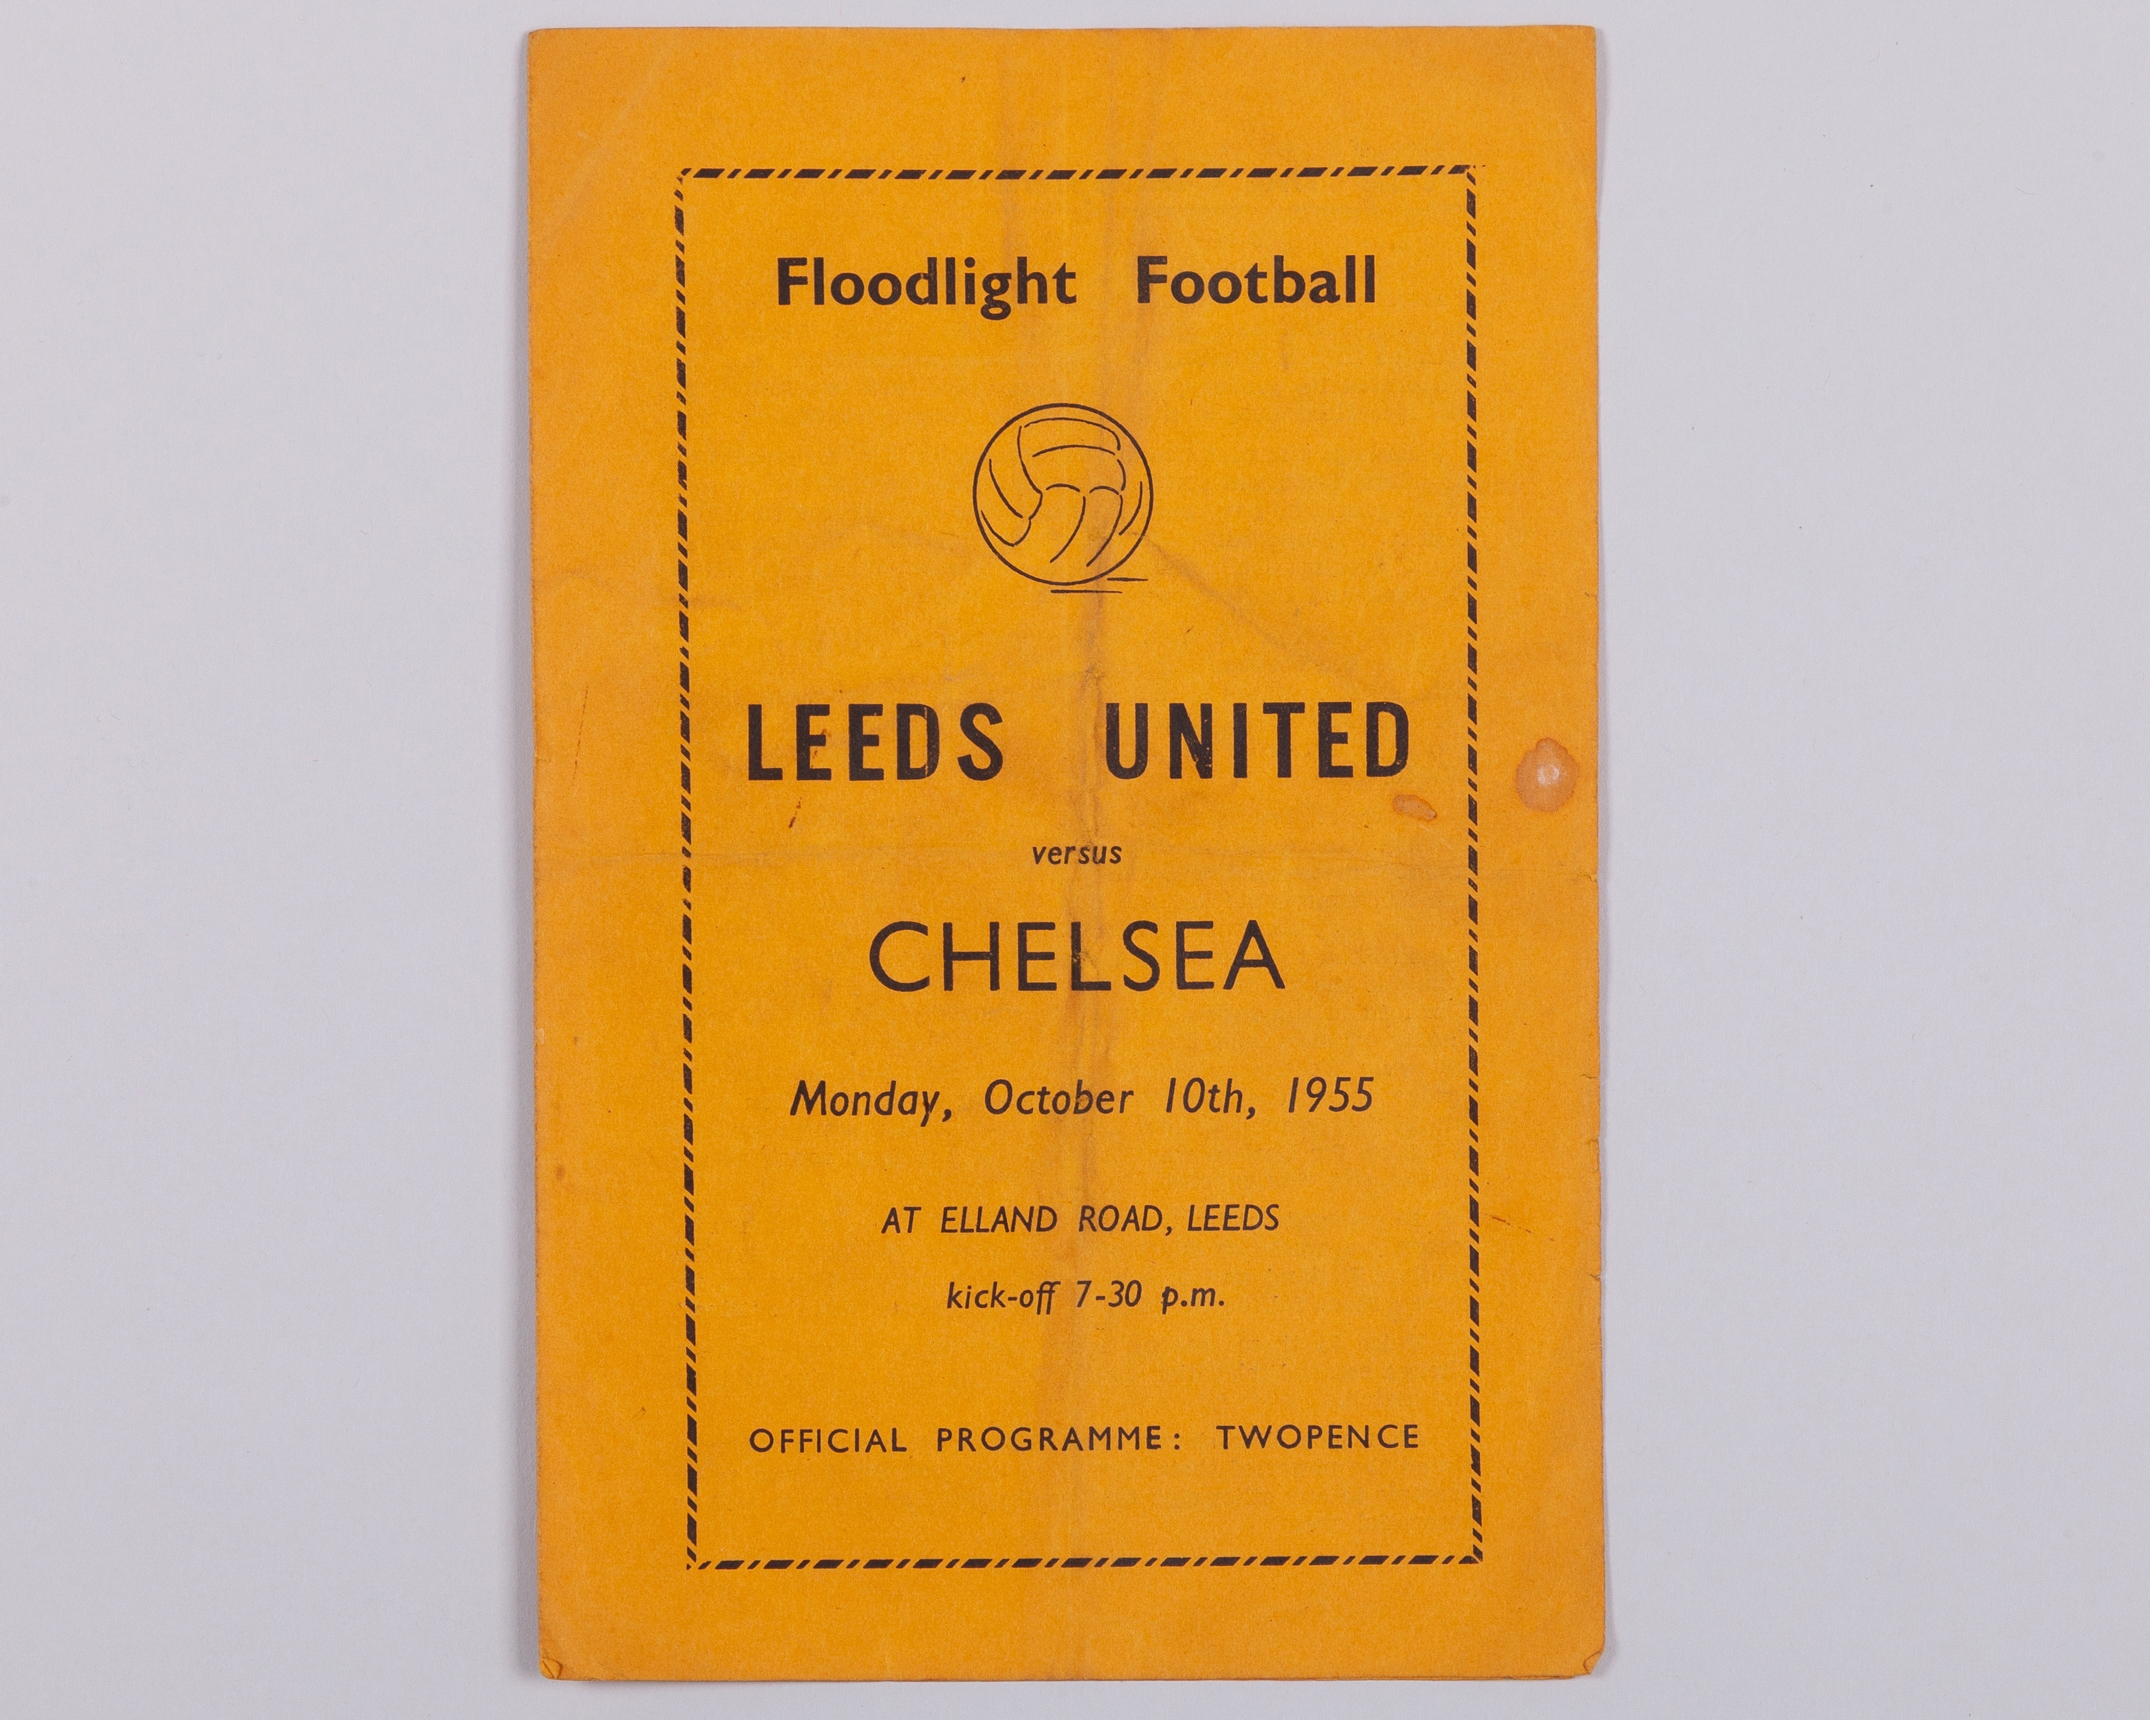 Floodlight Football
LEEDS UNITED
versus
CHELSEA
Monday, October 10th, 1955
AT ELLAND ROAD, LEEDS
kick-off 7-30 p.m.
OFFICIAL PROGRAMME: TWOPENCE